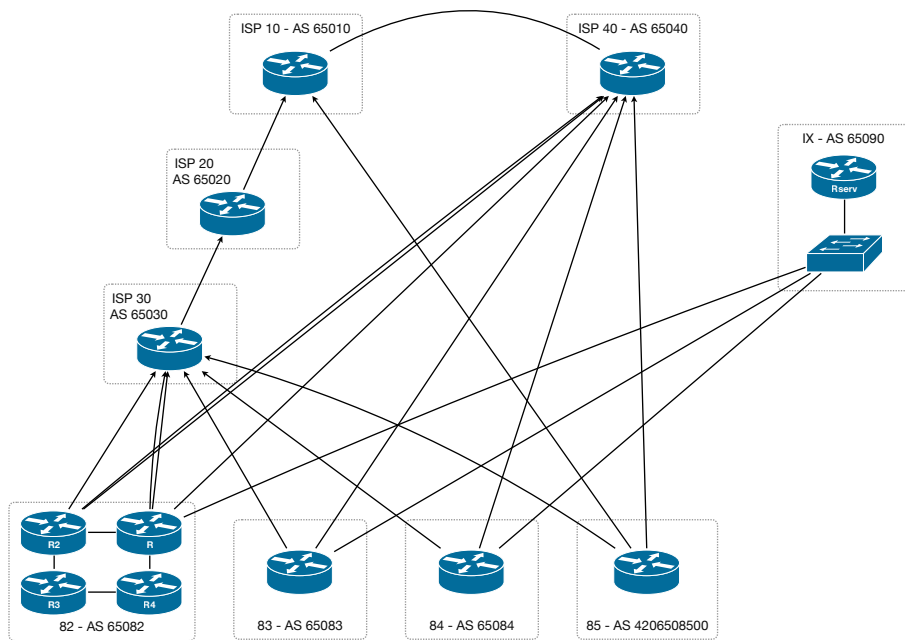 ISP 10 - AS 65010
ISP 40 - AS 65040
IX - AS 65090
Rserv
ISP 20
AS 65020
ISP 30
AS 65030
R2
R
R3
R4
82 - AS 65082
83 - AS 65083
84 - AS 65084
85 - AS 4206508500